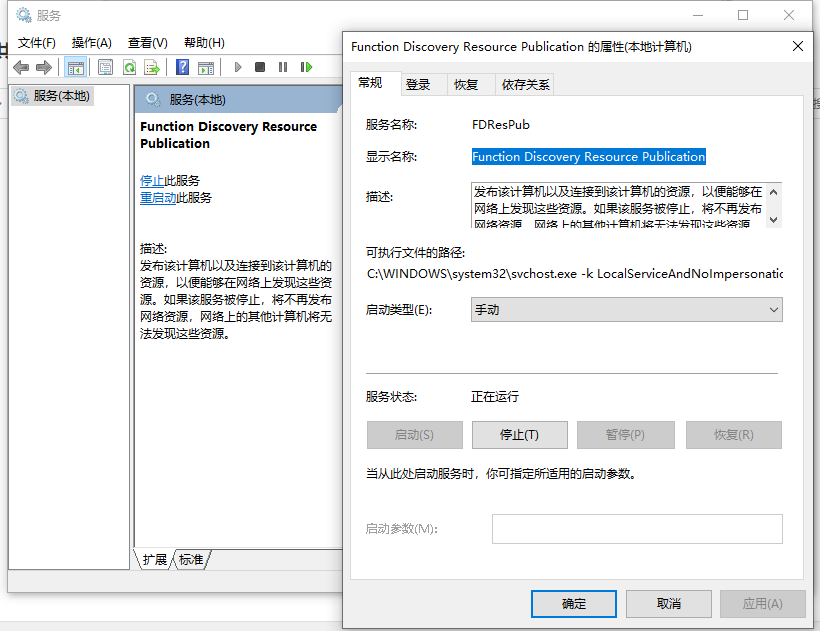 服务
文件(F) 操作(A) 查看(V) 帮助(H)
服务(本地)
服务(本地)
Function Discovery Resource
Publication
停止此服务
重启动此服务
描述:
发布该计算机以及连接到该计算机的
资源，以便能够在网络上发现这些资
源。如果该服务被停止，将不再发布
网络资源，网络上的其他计算机将无
法发现这些资源。
扩展 标准
Function Discovery Resource Publication 的属性(本地计算机)
常规 登录 恢复 依存关系
服务名称: FDResPub
显示名称: Function Discovery Resource Publication
描述: 发布该计算机以及连接到该计算机的资源，以便能够在
网络上发现这些资源。如果该服务被停止，将不再发布
网络资源，网络上的其他计算机将无法发现这些资源
可执行文件的路径:
C:\WINDOWS\system32\svchost.exe -k LocalServiceAndNoImpersonatic
启动类型(E): 手动
服务状态: 正在运行
启动(S) 停止(T) 暂停(P) 恢复(R)
当从此处启动服务时，你可指定所适用的启动参数。
启动参数(M):
确定 取消 应用(A)